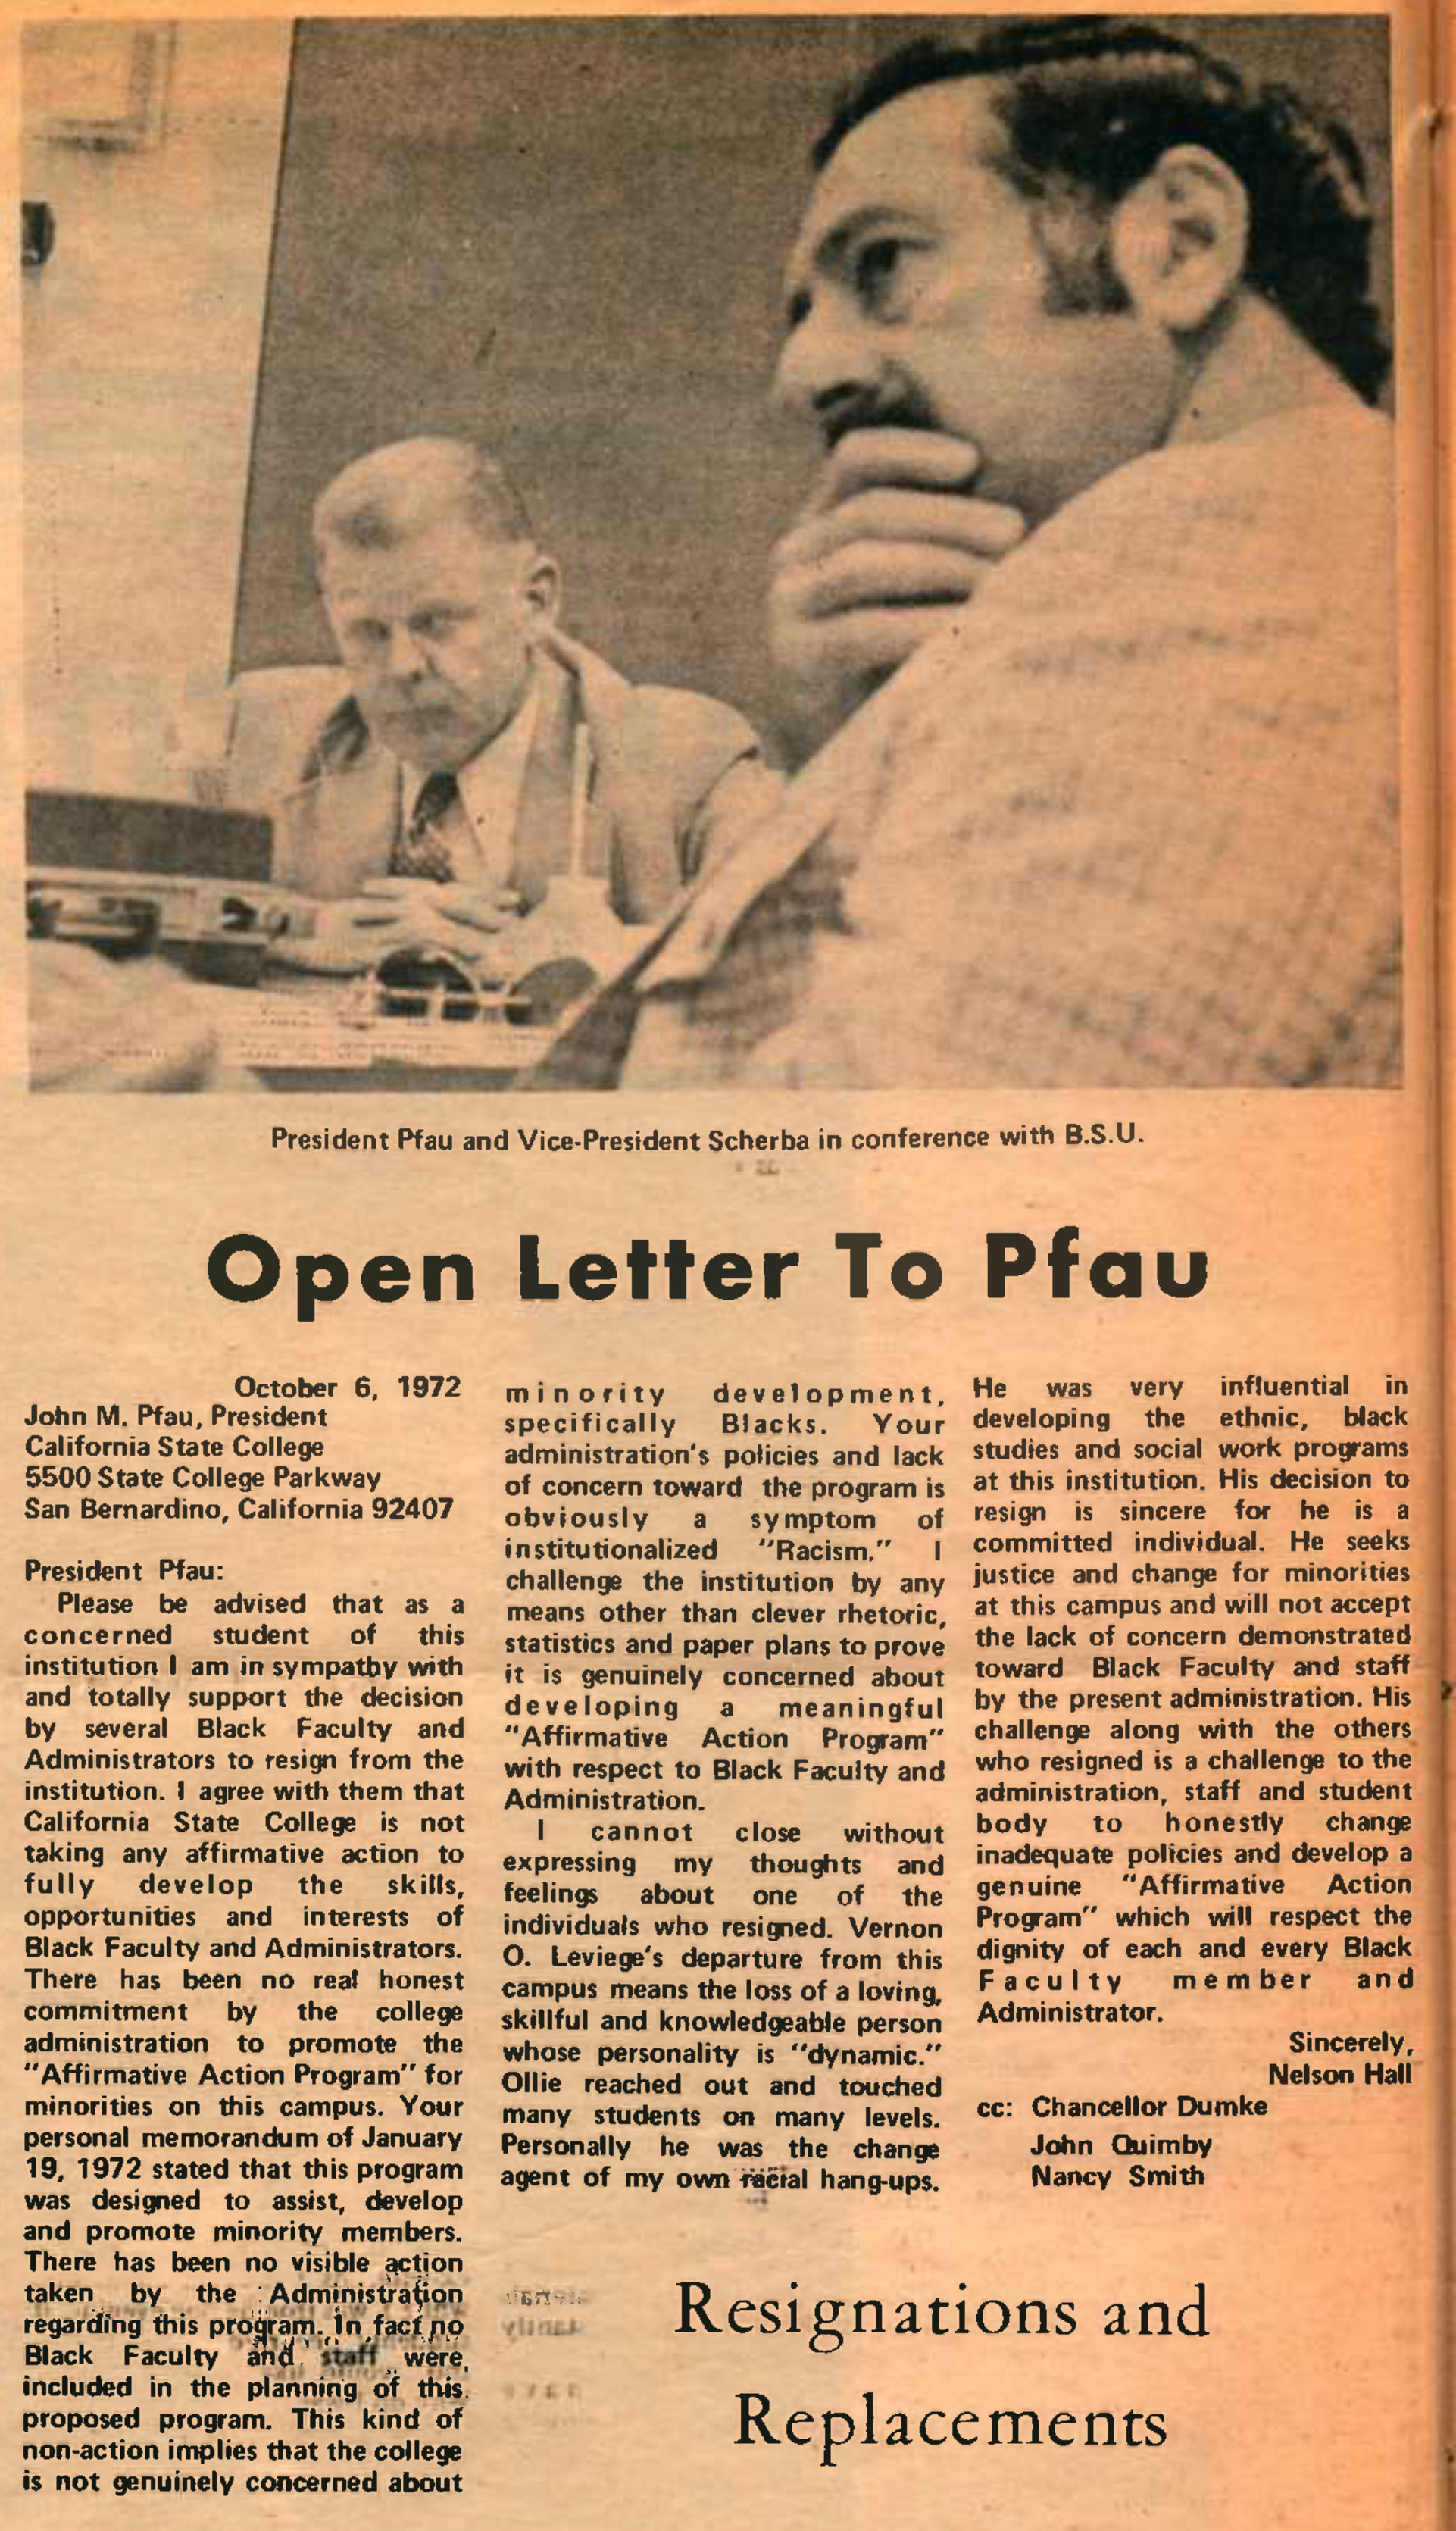 President Pfau and Vice-President Scherba in conference with B.S.U.
Open Letter To Pfau
October 6, 1972
John M. Pfau, President
California State College
5500 State College Parkway
San Bernardino, California 92407
President Pfau:
Please be advised that as a
concerned student of this
institution I am in sympathy with
and totally support the decision
by several Black Faculty and
Administrators to resign from the
institution. I agree with them that
California State College is not
taking any affirmative action to
fully develop the skills,
opportunities and interests of
Black Faculty and Administrators.
There has been no real honest
commitment by the college
administration to promote the
"Affirmative Action Program" for
minorities on this campus. Your
personal memorandum of January
19, 1972 stated that this program
was designed to assist, develop
and promote minority members.
There has been no visible action
taken by the Administration
regarding this program. In fact no
Black Faculty and staff were
included in the planning of this
proposed program. This kind of
non-action implies that the college
is not genuinely concerned about
minority development,
specifically Blacks. Your
administration's policies and lack
of concern toward the program is
obviously a symptom of
institutionalized "Racism." I
challenge the institution by any
means other than clever rhetoric,
statistics and paper plans to prove
it is genuinely concerned about
developing a meaningful
"Affirmative Action Program"
with respect to Black Faculty and
Administration.
I cannot close without
expressing my thoughts and
feelings about one of the
individuals who resigned. Vernon
O. Leviege's departure from this
campus means the loss of a loving,
skillful and knowledgeable person
whose personality is "dynamic."
Ollie reached out and touched
many students on many levels.
Personally he was the change
agent of my own racial hang-ups.
He was very influential in
developing the ethnic, black
studies and social work programs
at this institution. His decision to
resign is sincere for he is a
committed individual. He seeks
justice and change for minorities
at this campus and will not accept
the lack of concern demonstrated
toward Black Faculty and staff
by the present administration. His
challenge along with the others
who resigned is a challenge to the
administration, staff and student
body to honestly change
inadequate policies and develop a
genuine "Affirmative Action
Program" which will respect the
dignity of each and every Black
Faculty member and
Administrator.
Sincerely,
Nelson Hall
cc: Chancellor Dumke
John Quimby
Nancy Smith
Resignations and
Replacements